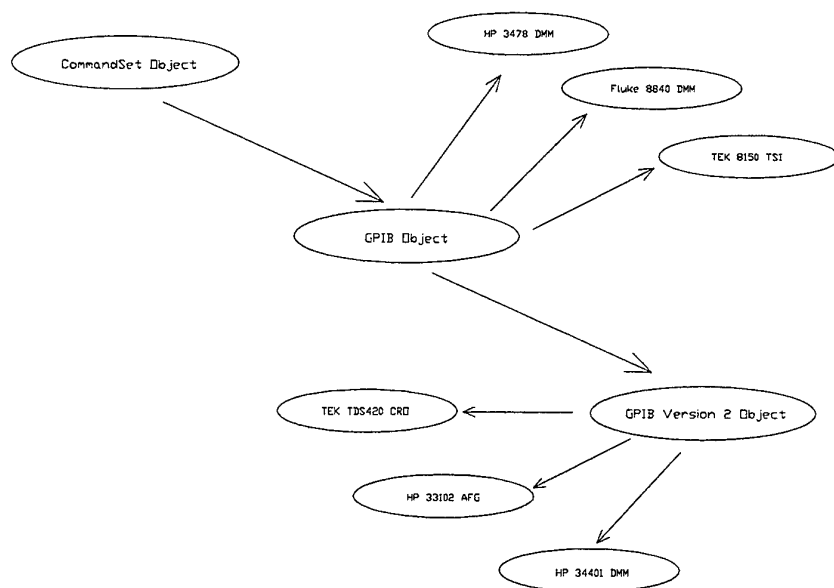 HP 3478 DMM
CommandSet Object
Fluke 8840 DMM
TEK 8150 TSI
GPIB Object
TEK TDS420 CRO
GPIB Version 2 Object
HP 33102 AFG
HP 34401 DMM